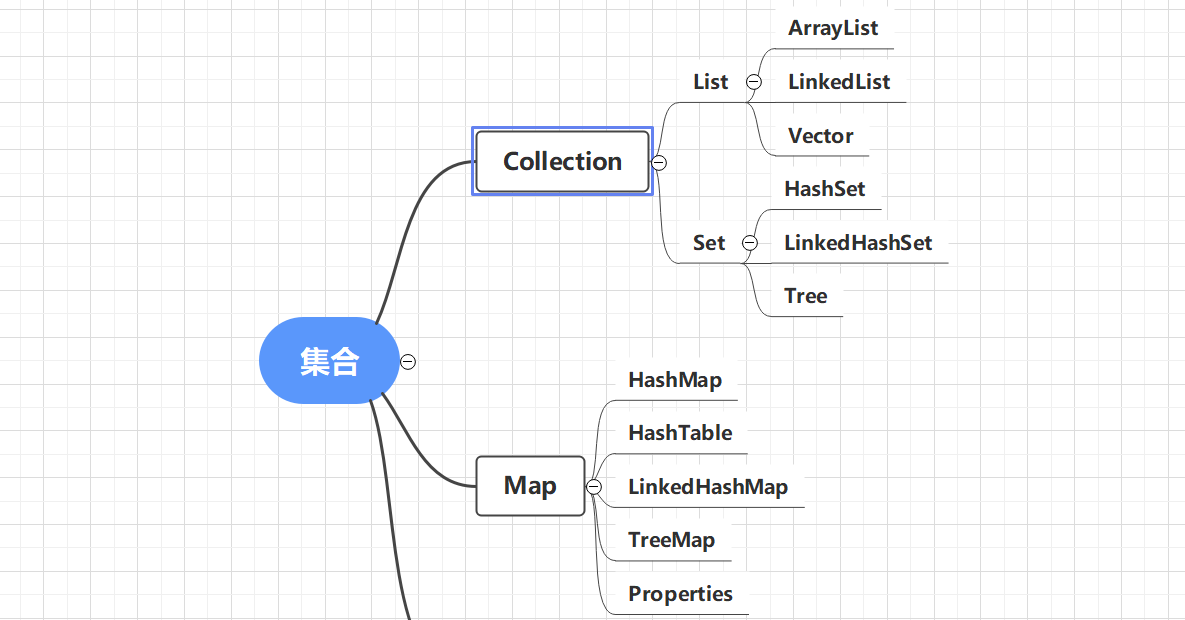 集合
Collection
List
ArrayList
LinkedList
Vector
Set
HashSet
LinkedHashSet
Tree
Map
HashMap
HashTable
LinkedHashMap
TreeMap
Properties